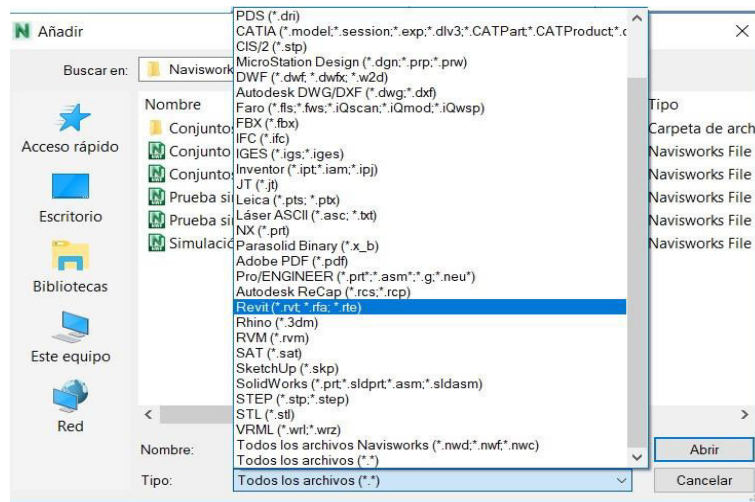 Añadir
Buscar en:
Naviswork
Acceso rápido
Escritorio
Bibliotecas
Este equipo
Red
Nombre
Conjuntos
Conjunto
Conjuntos
Prueba si
Prueba si
Simulació
PDS (*.dri)
CATIA (*.model;*.session;*.exp;*.dlv3;*.CATPart;*.CATProduct;*.c
CIS/2 (*.stp)
MicroStation Design (*.dgn;*.prp;*.prw)
DWF (*.dwf; *.dwfx; *.w2d)
Autodesk DWG/DXF (*.dwg;*.dxf)
Faro (*.fls;*.fws;*.iQscan;*.iQmod;*.iQwsp)
FBX (*.fbx)
IFC (*.ifc)
IGES (*.igs;*.iges)
Inventor (*.ipt;*.iam;*.ipj)
JT (*.jt)
Leica (*.pts; *.ptx)
Láser ASCII (*.asc; *.txt)
NX (*.prt)
Parasolid Binary (*.x_b)
Adobe PDF (*.pdf)
Pro/ENGINEER (*.prt*;*.asm*;*.g;*.neu*)
Autodesk ReCap (*.rcs;*.rcp)
Revit (*.rvt; *.rfa; *.rte)
Rhino (*.3dm)
RVM (*.rvm)
SAT (*.sat)
SketchUp (*.skp)
SolidWorks (*.prt;*.sldprt;*.asm;*.sldasm)
STEP (*.stp;*.step)
STL (*.stl)
VRML (*.wrl;*.wrz)
Todos los archivos Navisworks (*.nwd;*.nwf;*.nwc)
Todos los archivos (*.*)
Tipo
Carpeta de arch
Navisworks File
Navisworks File
Navisworks File
Navisworks File
Navisworks File
Nombre:
Abrir
Tipo:
Todos los archivos (*.*)
Cancelar